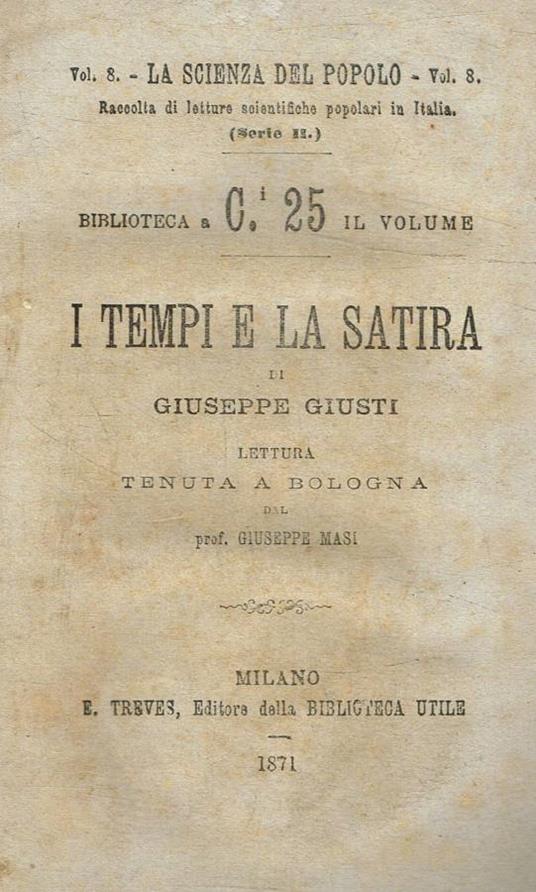 Vol. 8. - LA SCIENZA DEL POPOLO - Vol. 8.
Raccolta di letture scientifiche popolari in Italia.
(Serie II.)
BIBLIOTECA a C.i 25 IL VOLUME
I TEMPI E LA SATIRA
DI
GIUSEPPE GIUSTI
LETTURA
TENUTA A BOLOGNA
DAL
prof. GIUSEPPE MASI
MILANO
E. TREVES, Editore della BIBLIOTECA UTILE
1871